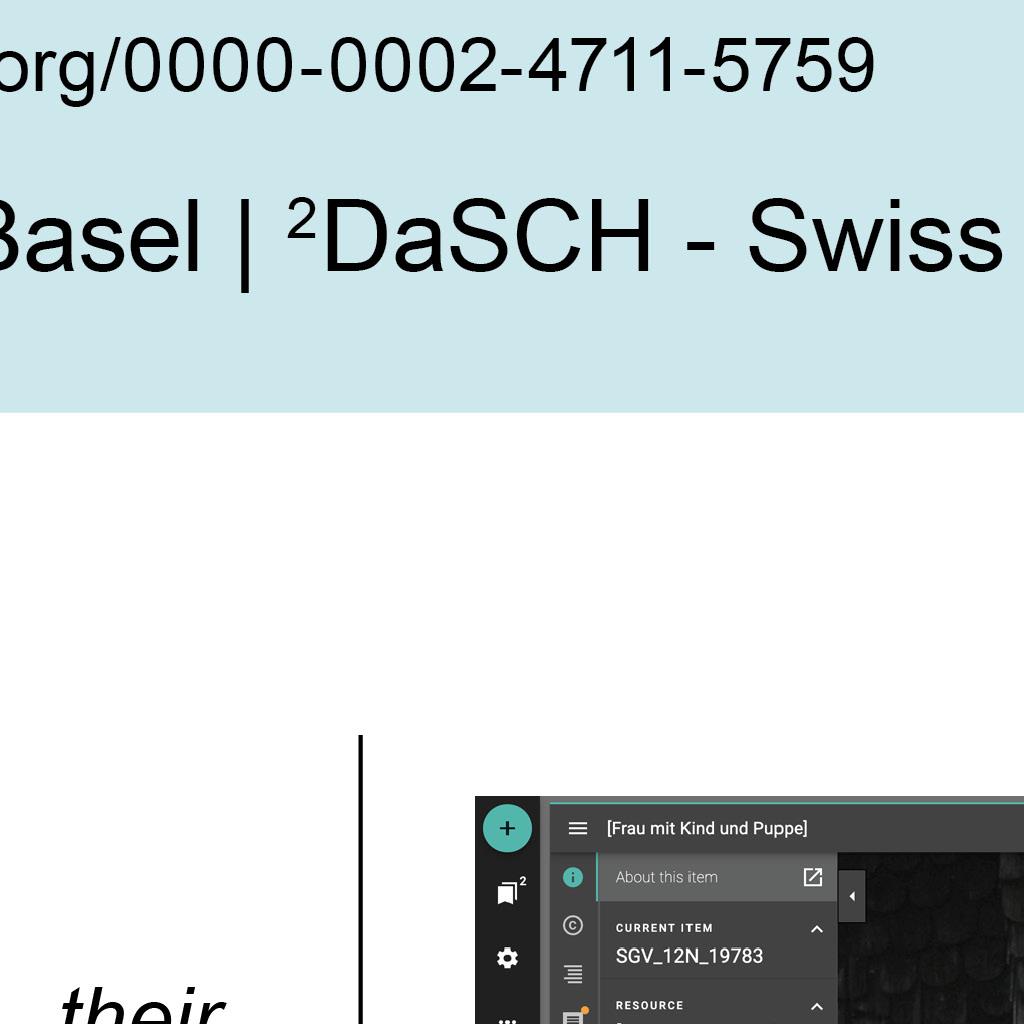 org/0000-0002-4711-5759
Basel | ²DaSCH - Swiss
[Frau mit Kind und Puppe]
2
About this item
CURRENT ITEM
SGV_12N_19783
RESOURCE
their